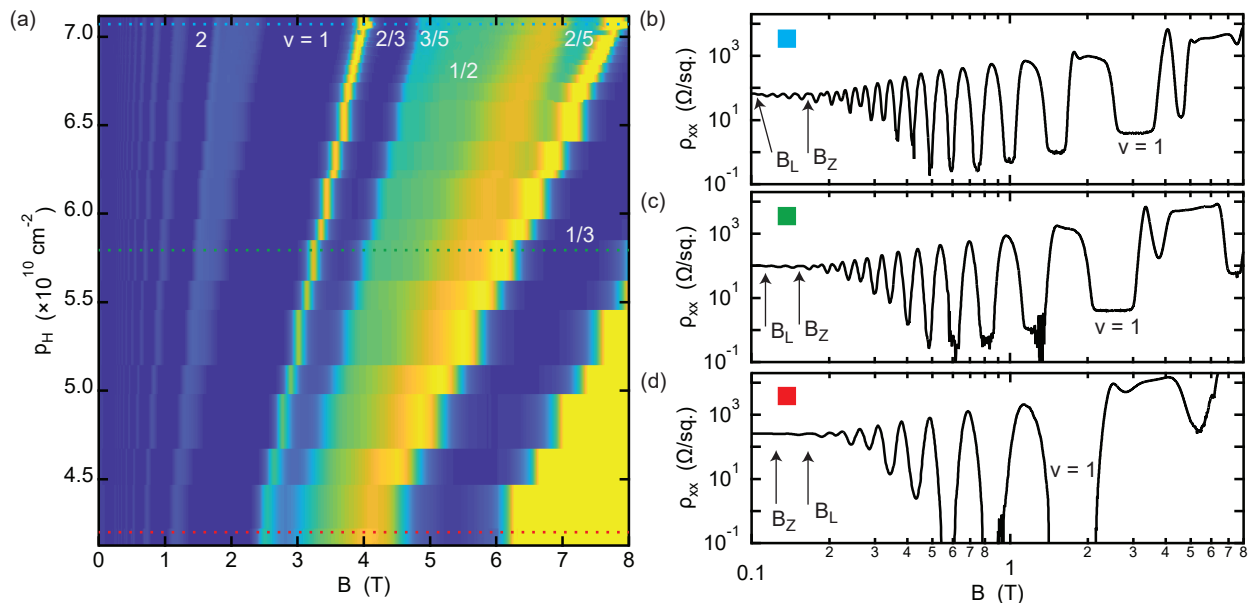 (a)
7.0
6.5
6.0
5.5
5.0
4.5
p_H (×10^10 cm^-2)
2
ν = 1
2/3
3/5
2/5
1/2
1/3
0 1 2 3 4 5 6 7 8
B (T)
(b)
10^3
10^1
10^-1
ρ_xx (Ω/sq.)
B_L
B_Z
ν = 1
(c)
10^3
10^1
10^-1
ρ_xx (Ω/sq.)
B_L
B_Z
ν = 1
(d)
10^3
10^1
10^-1
ρ_xx (Ω/sq.)
B_Z
B_L
ν = 1
2 3 4 5 6 7 8 2 3 4 5 6 7 8
0.1 1
B (T)